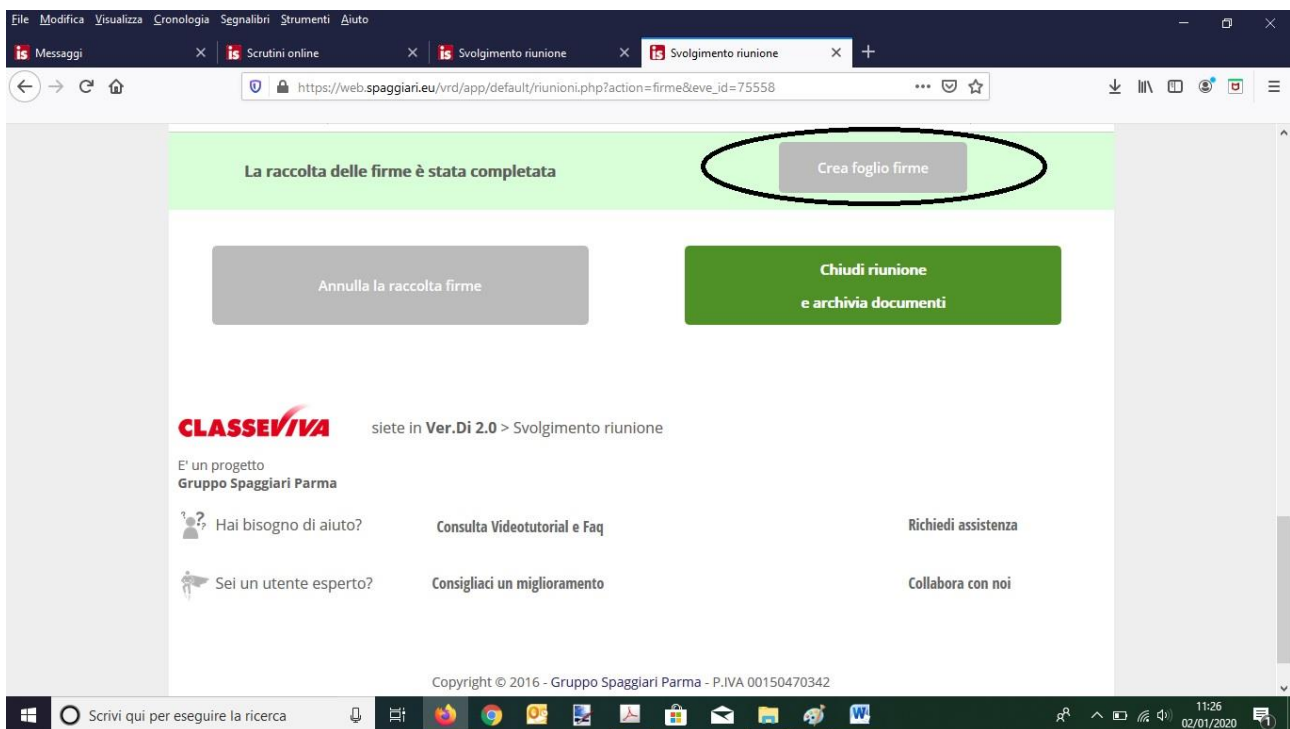 File Modifica Visualizza Cronologia Segnalibri Strumenti Aiuto
is Messaggi
is Scrutini online
is Svolgimento riunione
is Svolgimento riunione
https://web.spaggiari.eu/vrd/app/default/riunioni.php?action=firme&eve_id=75558
La raccolta delle firme è stata completata
Crea foglio firme
Annulla la raccolta firme
Chiudi riunione
e archivia documenti
CLASSEVIVA siete in Ver.Di 2.0 > Svolgimento riunione
E' un progetto
Gruppo Spaggiari Parma
Hai bisogno di aiuto? Consulta Videotutorial e Faq Richiedi assistenza
Sei un utente esperto? Consigliaci un miglioramento Collabora con noi
Copyright © 2016 - Gruppo Spaggiari Parma - P.IVA 00150470342
Scrivi qui per eseguire la ricerca
11:26
02/01/2020